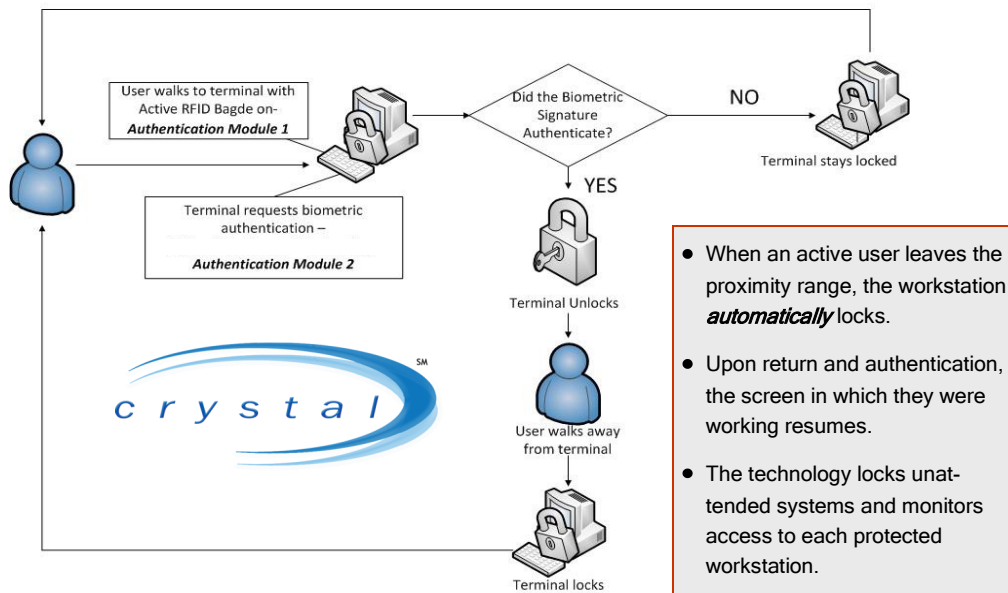 User walks to terminal with
Active RFID Bagde on-
Authentication Module 1
Terminal requests biometric
authentication –
Authentication Module 2
Did the Biometric
Signature
Authenticate?
NO
Terminal stays locked
YES
Terminal Unlocks
User walks away
from terminal
Terminal locks
crystal
SM
• When an active user leaves the
proximity range, the workstation
automatically locks.
• Upon return and authentication,
the screen in which they were
working resumes.
• The technology locks unat-
tended systems and monitors
access to each protected
workstation.